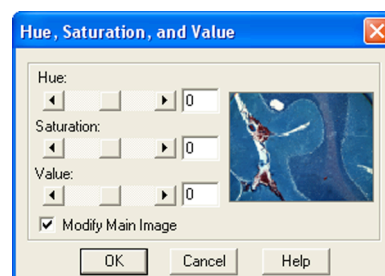 Hue, Saturation, and Value
Hue:
0
Saturation:
0
Value:
0
Modify Main Image
OK Cancel Help